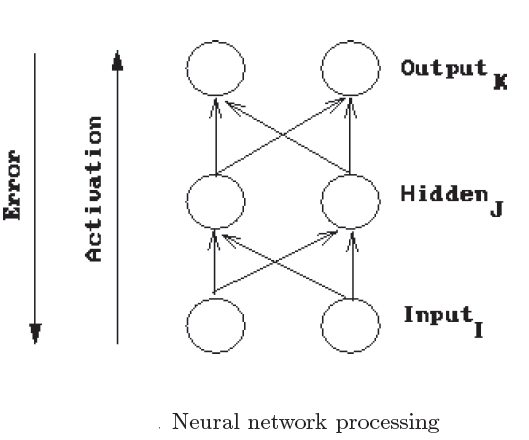 Output K
Hidden J
Input I
Error
Activation
. Neural network processing